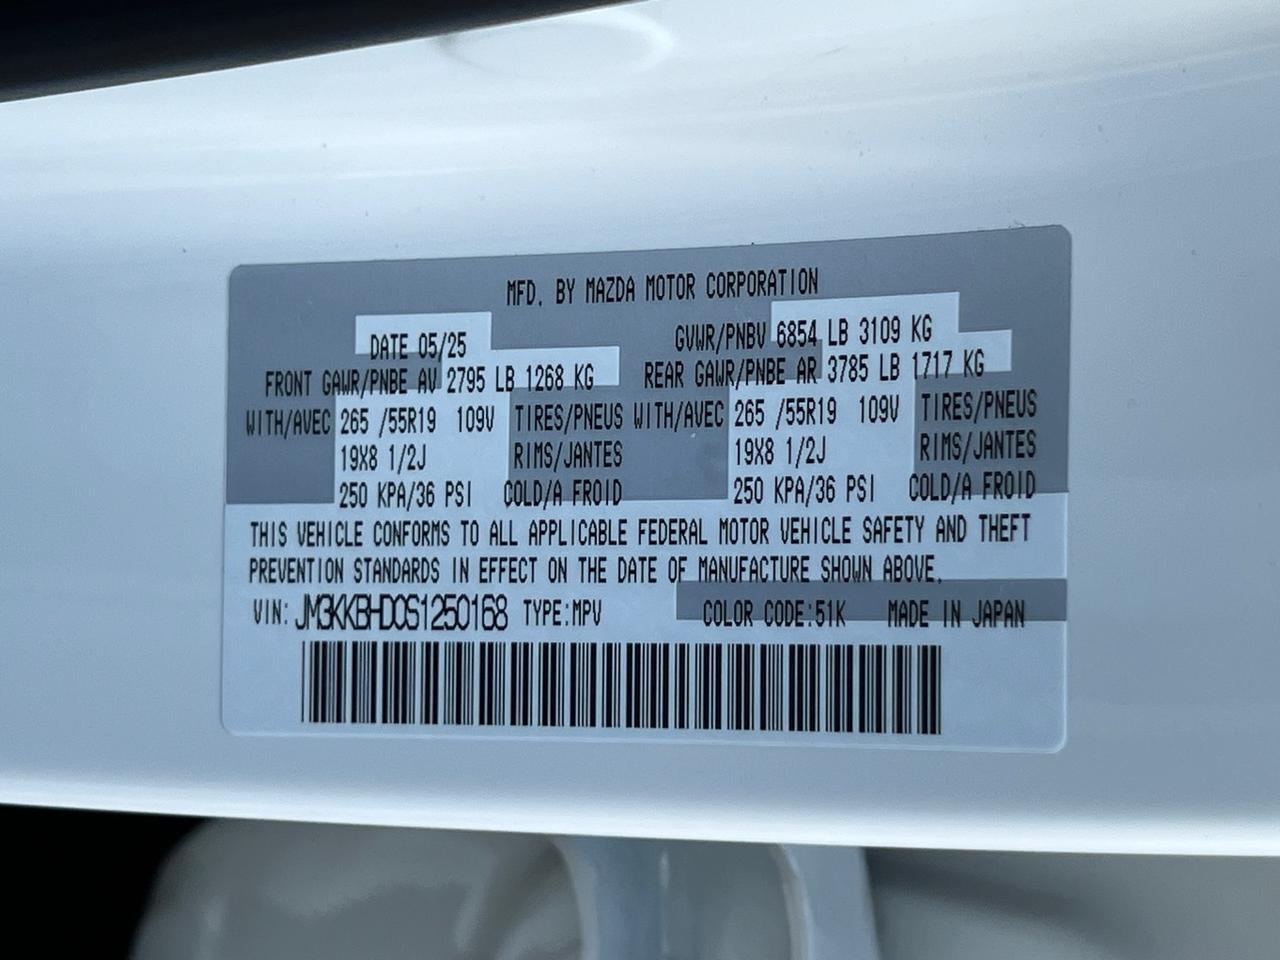 MFD. BY MAZDA MOTOR CORPORATION
DATE 05/25 GVWR/PNBV 6854 LB 3109 KG
FRONT GAWR/PNBE AV 2795 LB 1268 KG REAR GAWR/PNBE AR 3785 LB 1717 KG
WITH/AVEC 265 /55R19 109V TIRES/PNEUS WITH/AVEC 265 /55R19 109V TIRES/PNEUS
19X8 1/2J RIMS/JANTES 19X8 1/2J RIMS/JANTES
250 KPA/36 PSI COLD/A FROID 250 KPA/36 PSI COLD/A FROID
THIS VEHICLE CONFORMS TO ALL APPLICABLE FEDERAL MOTOR VEHICLE SAFETY AND THEFT
PREVENTION STANDARDS IN EFFECT ON THE DATE OF MANUFACTURE SHOWN ABOVE.
VIN: JM3KKBHD0S1250168 TYPE:MPV COLOR CODE:51K MADE IN JAPAN